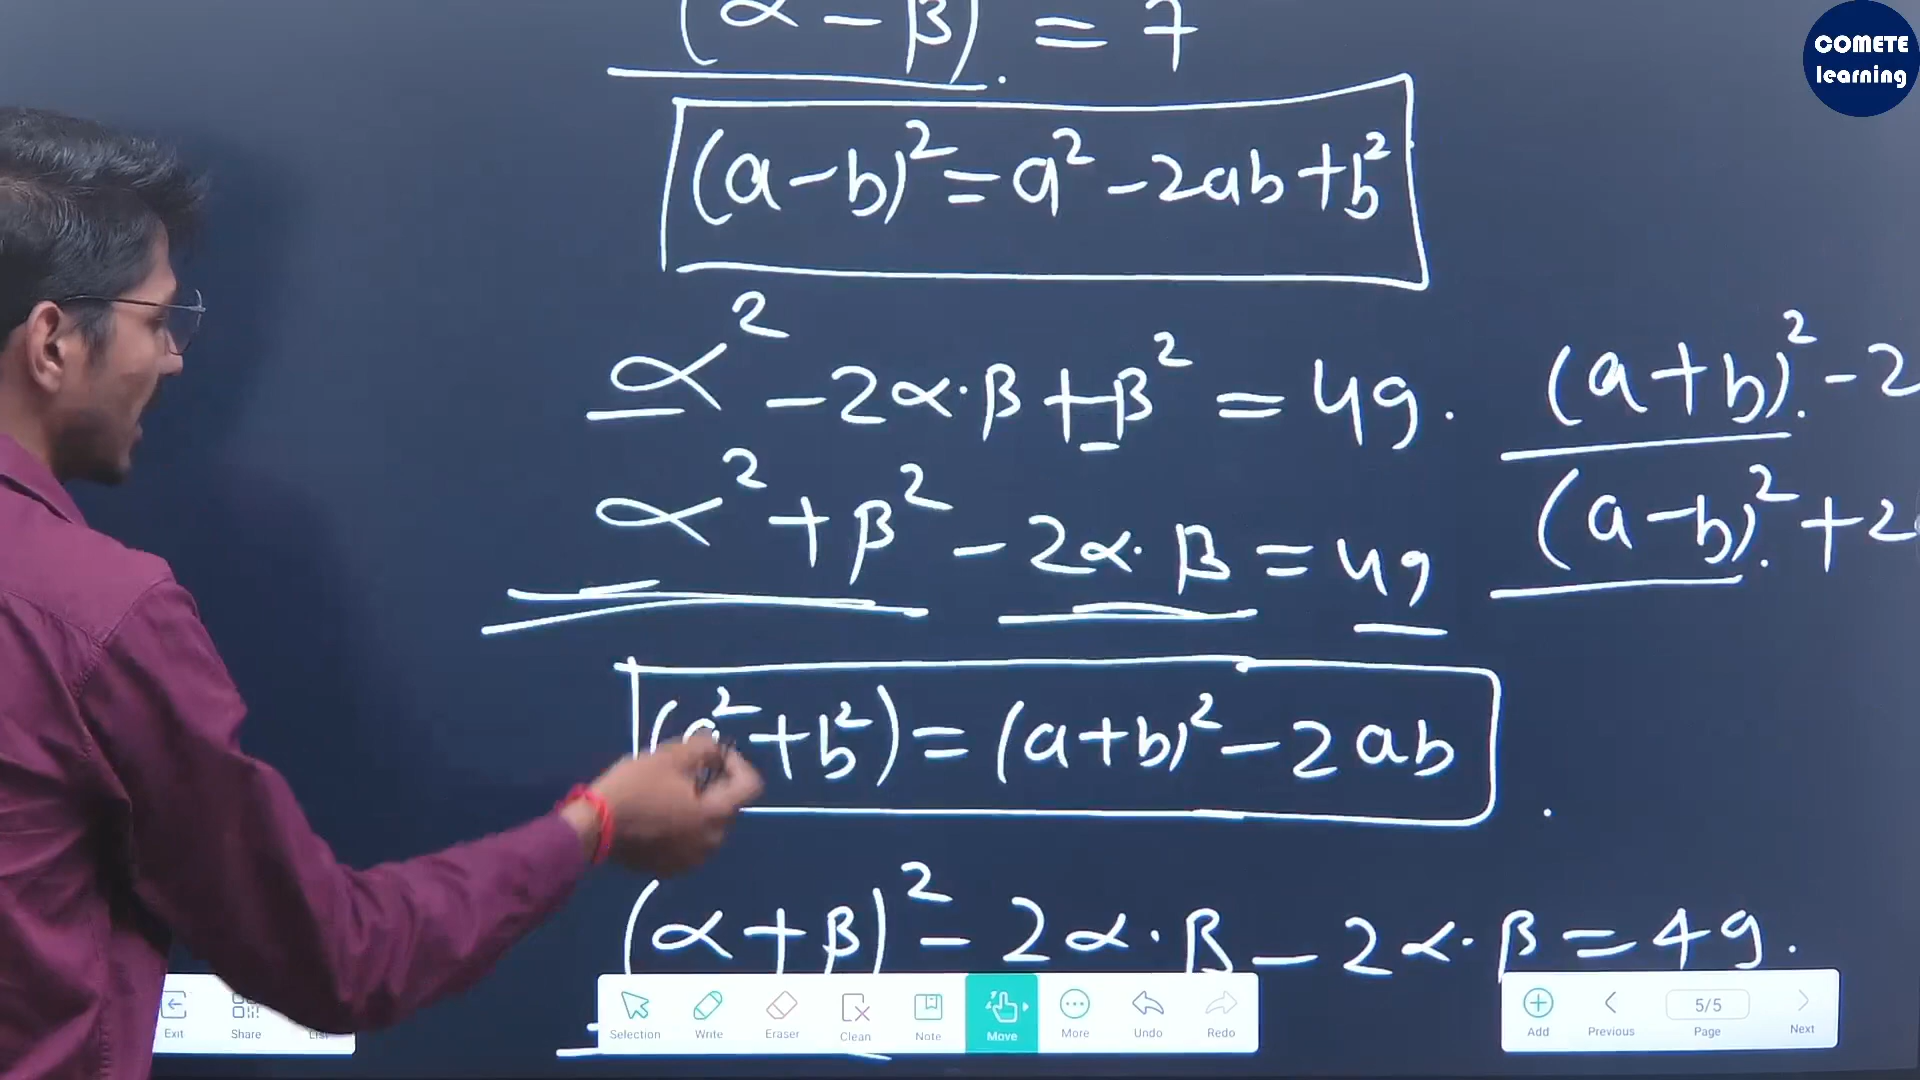 (α − β) = 7
COMETE
learning
(a−b)² = a² − 2ab + b²
α² − 2α·β + β² = 49.
(a+b)². − 2
α² + β² − 2α·β = 49
(a−b)². + 2
(a² + b²) = (a+b)² − 2ab
(α+β)² − 2α·β − 2α·β = 49.
Exit Share Selection Write Eraser Clean Note Move More Undo Redo Add Previous 5/5 Page Next